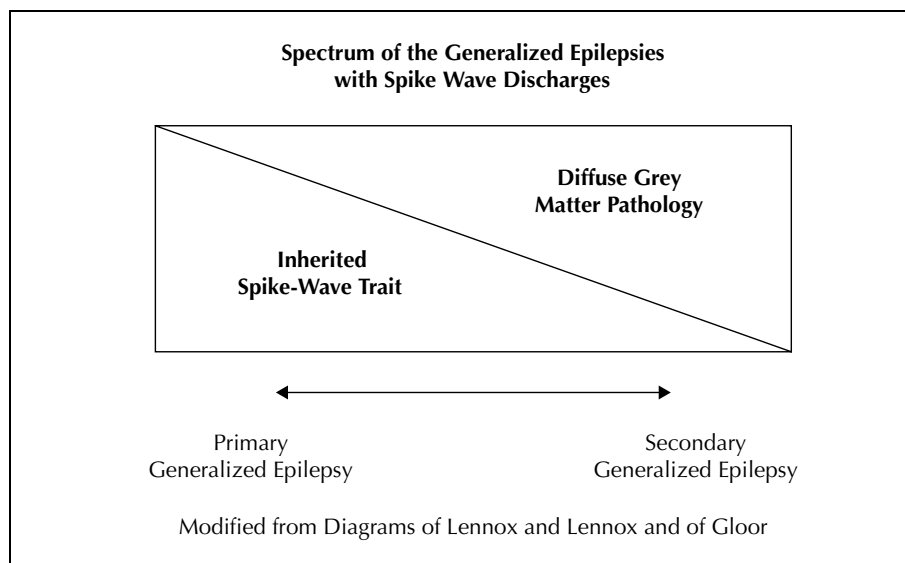 Spectrum of the Generalized Epilepsies
with Spike Wave Discharges
Diffuse Grey
Matter Pathology
Inherited
Spike-Wave Trait
Primary
Generalized Epilepsy
Secondary
Generalized Epilepsy
Modified from Diagrams of Lennox and Lennox and of Gloor